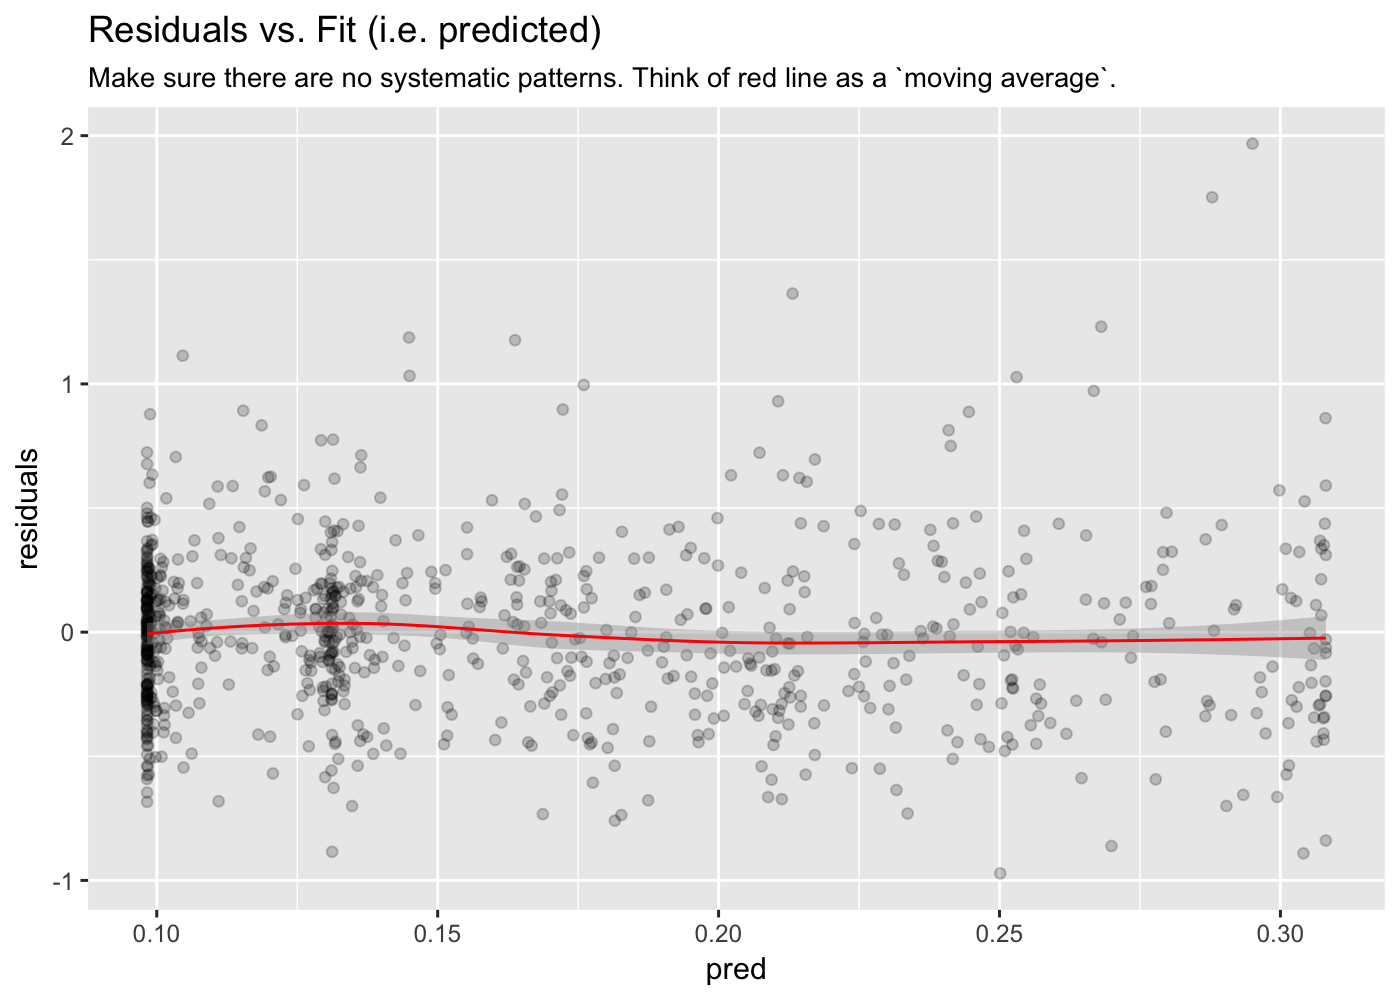 Residuals vs. Fit (i.e. predicted)
Make sure there are no systematic patterns. Think of red line as a `moving average`.
2
1
0
-1
residuals
0.10 0.15 0.20 0.25 0.30
pred